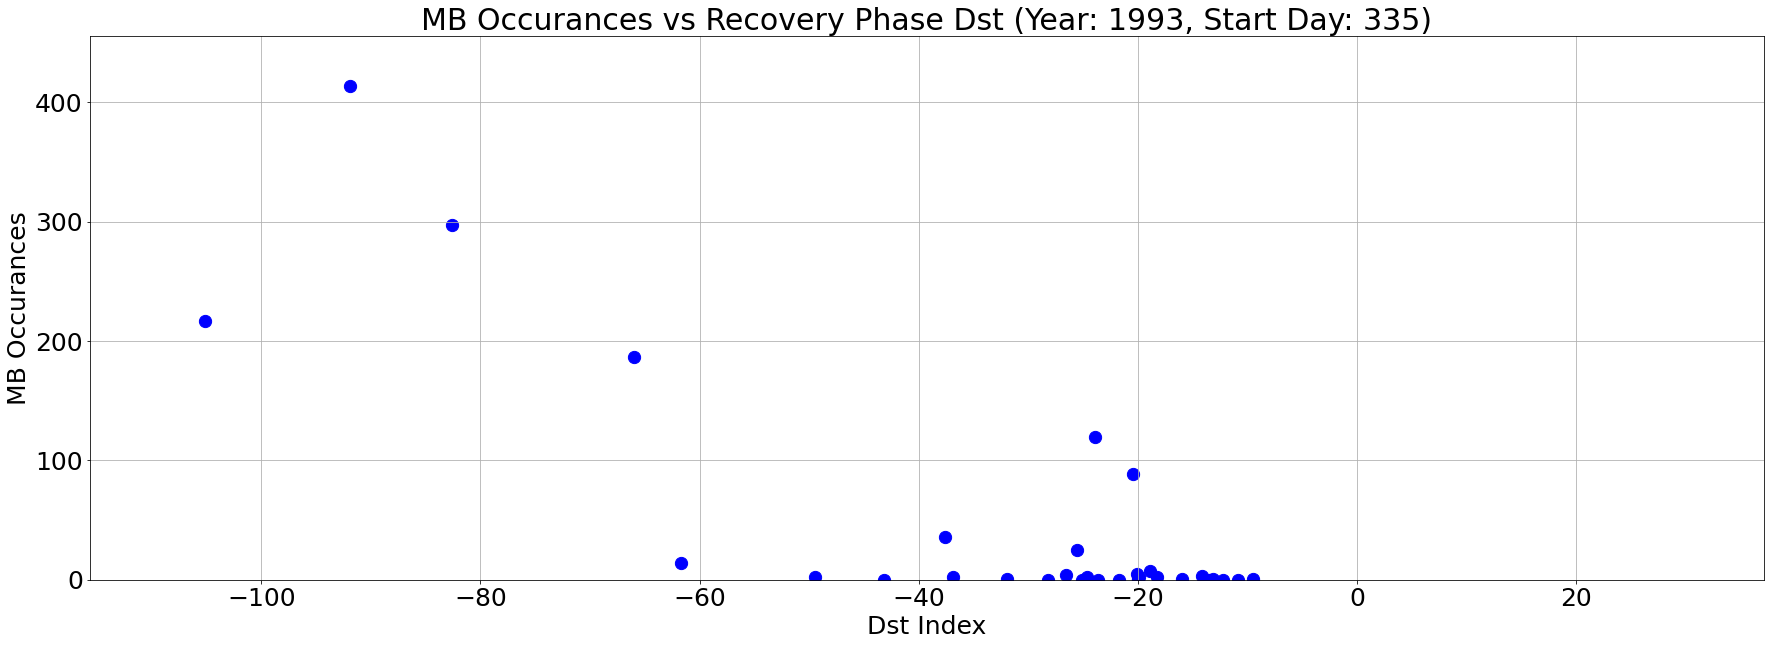 MB Occurances vs Recovery Phase Dst (Year: 1993, Start Day: 335)
MB Occurances
400
300
200
100
0
−100 −80 −60 −40 −20 0 20
Dst Index